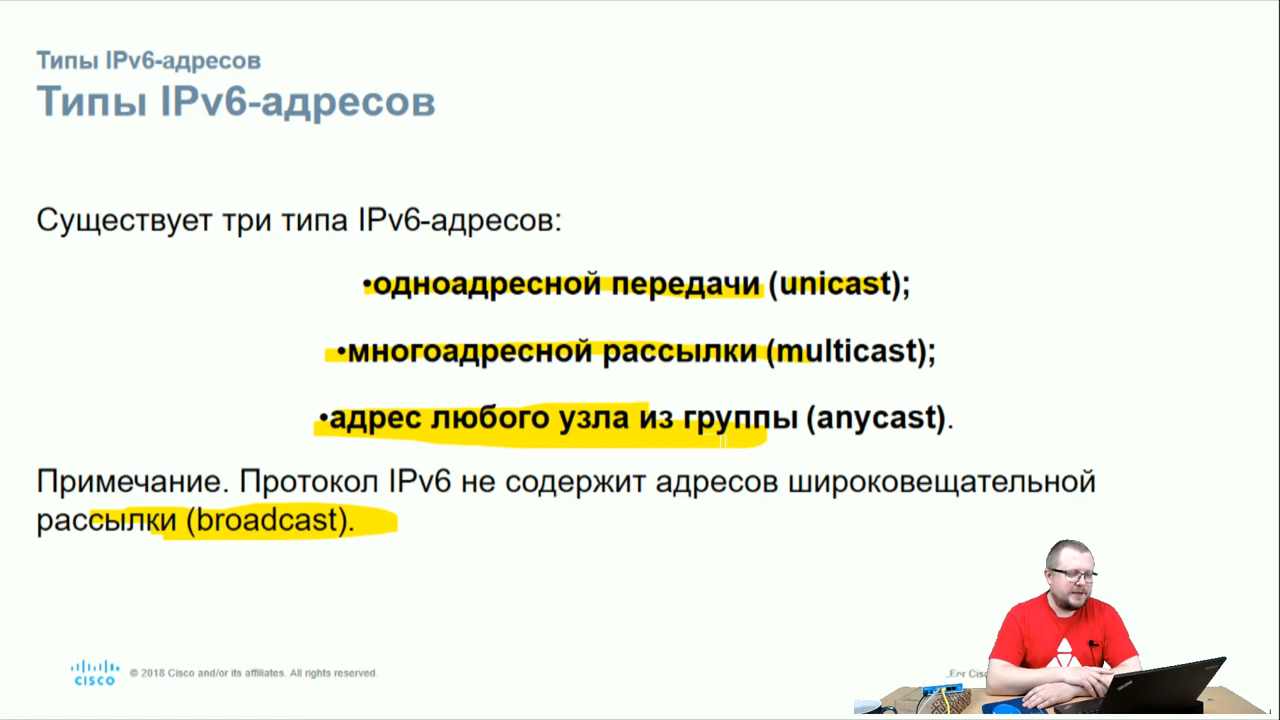 Типы IPv6-адресов
Типы IPv6-адресов
Существует три типа IPv6-адресов:
•одноадресной передачи (unicast);
•многоадресной рассылки (multicast);
•адрес любого узла из группы (anycast).
Примечание. Протокол IPv6 не содержит адресов широковещательной
рассылки (broadcast).
cisco
© 2018 Cisco and/or its affiliates. All rights reserved.